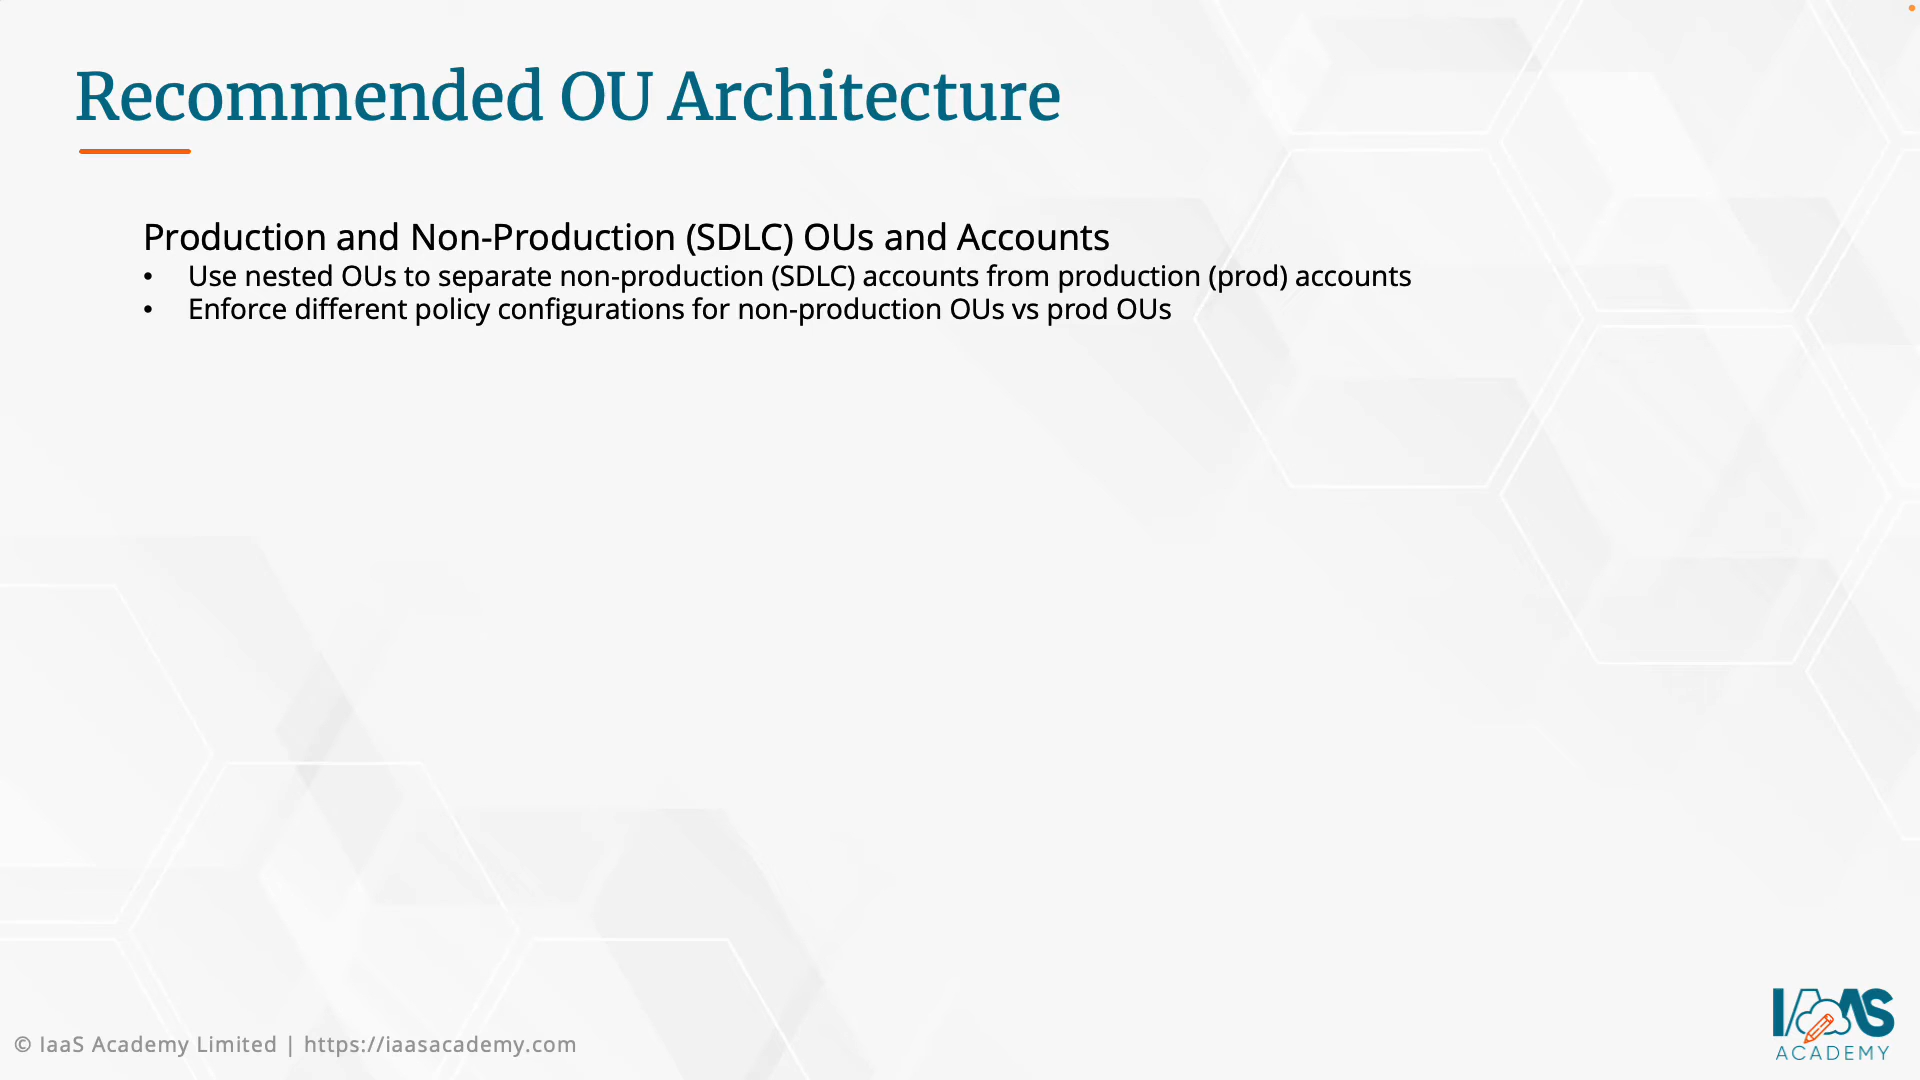 Recommended OU Architecture
Production and Non-Production (SDLC) OUs and Accounts
• Use nested OUs to separate non-production (SDLC) accounts from production (prod) accounts
• Enforce different policy configurations for non-production OUs vs prod OUs
© IaaS Academy Limited | https://iaasacademy.com
IAAS
ACADEMY